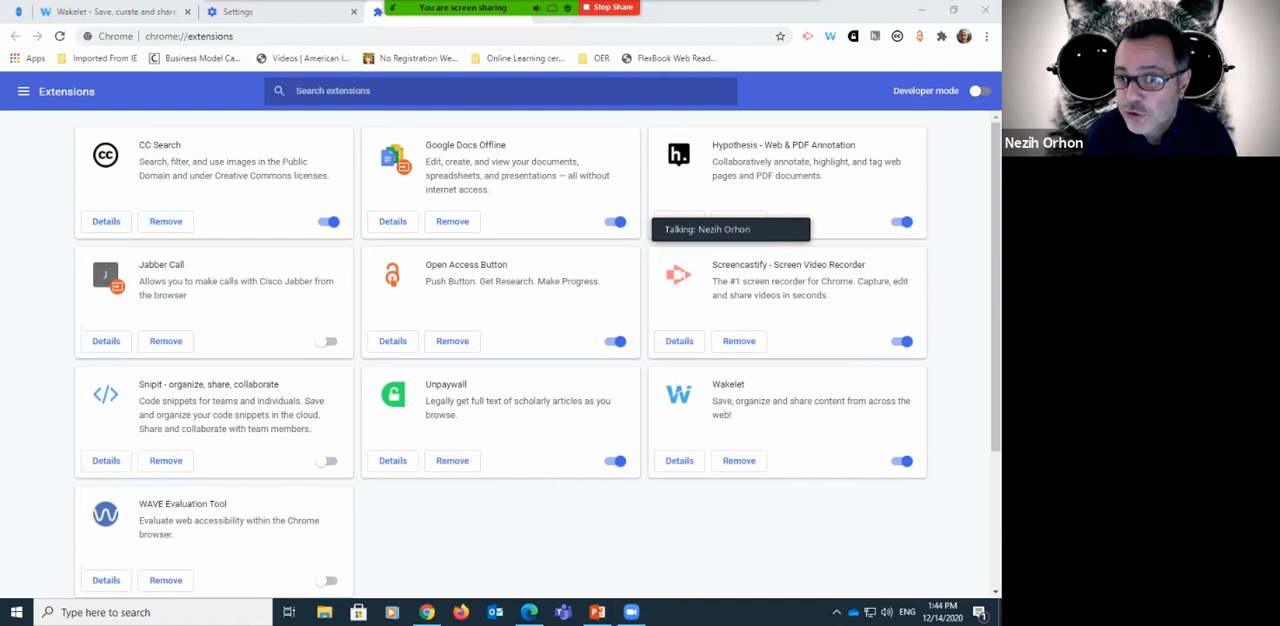 Wakelet - Save, curate and share
Settings
You are screen sharing
Stop Share
Chrome | chrome://extensions
Apps
Imported From IE
Business Model Ca...
Videos | American I...
No Registration We...
Online Learning cer...
OER
FlexBook Web Read...
Extensions
Search extensions
Developer mode
Nezih Orhon
CC Search
Search, filter, and use images in the Public
Domain and under Creative Commons licenses.
Details
Remove
Google Docs Offline
Edit, create, and view your documents,
spreadsheets, and presentations — all without
internet access.
Details
Remove
Hypothesis - Web & PDF Annotation
Collaboratively annotate, highlight, and tag web
pages and PDF documents.
Talking: Nezih Orhon
Jabber Call
Allows you to make calls with Cisco Jabber from
the browser
Details
Remove
Open Access Button
Push Button. Get Research. Make Progress.
Details
Remove
Screencastify - Screen Video Recorder
The #1 screen recorder for Chrome. Capture, edit
and share videos in seconds.
Details
Remove
Snipit - organize, share, collaborate
Code snippets for teams and individuals. Save
and organize your code snippets in the cloud.
Share and collaborate with team members.
Details
Remove
Unpaywall
Legally get full text of scholarly articles as you
browse.
Details
Remove
Wakelet
Save, organize and share content from across the
web!
Details
Remove
WAVE Evaluation Tool
Evaluate web accessibility within the Chrome
browser.
Details
Remove
Type here to search
ENG
1:44 PM
12/14/2020